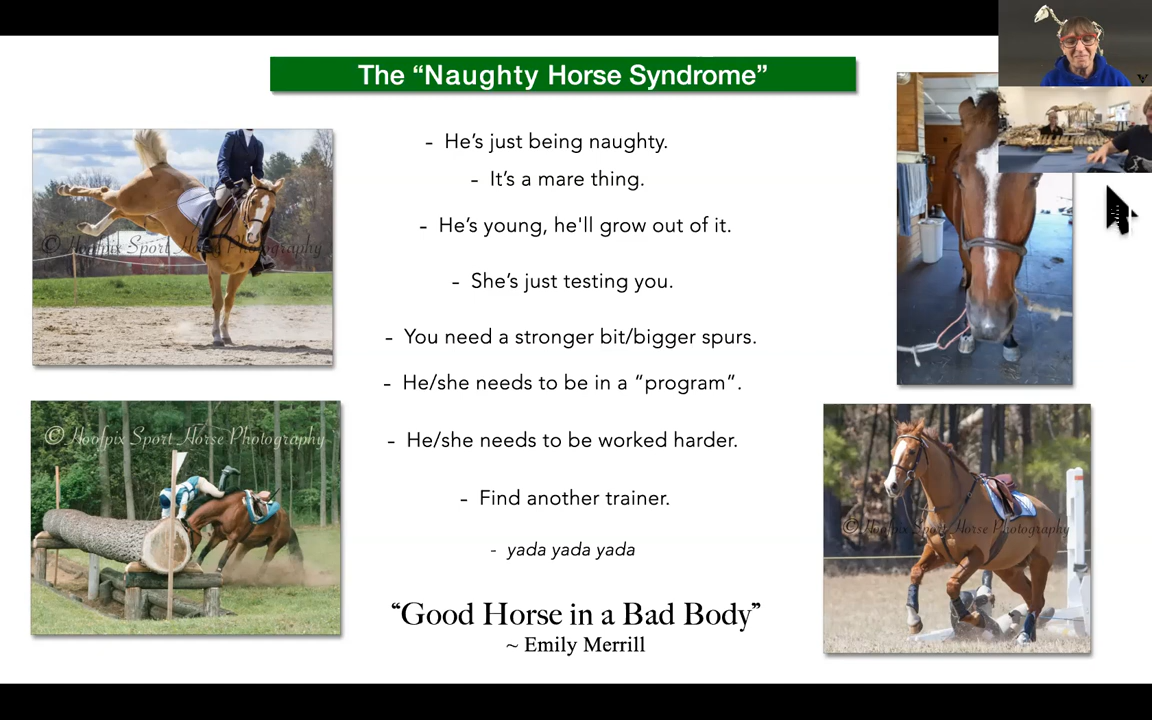 The “Naughty Horse Syndrome”
- He’s just being naughty.
- It’s a mare thing.
- He’s young, he'll grow out of it.
- She’s just testing you.
- You need a stronger bit/bigger spurs.
- He/she needs to be in a “program”.
- He/she needs to be worked harder.
- Find another trainer.
- yada yada yada
“Good Horse in a Bad Body”
~ Emily Merrill
© Hoofpix Sport Horse Photography
© Hoofpix Sport Horse Photography
© Hoofpix Sport Horse Photography